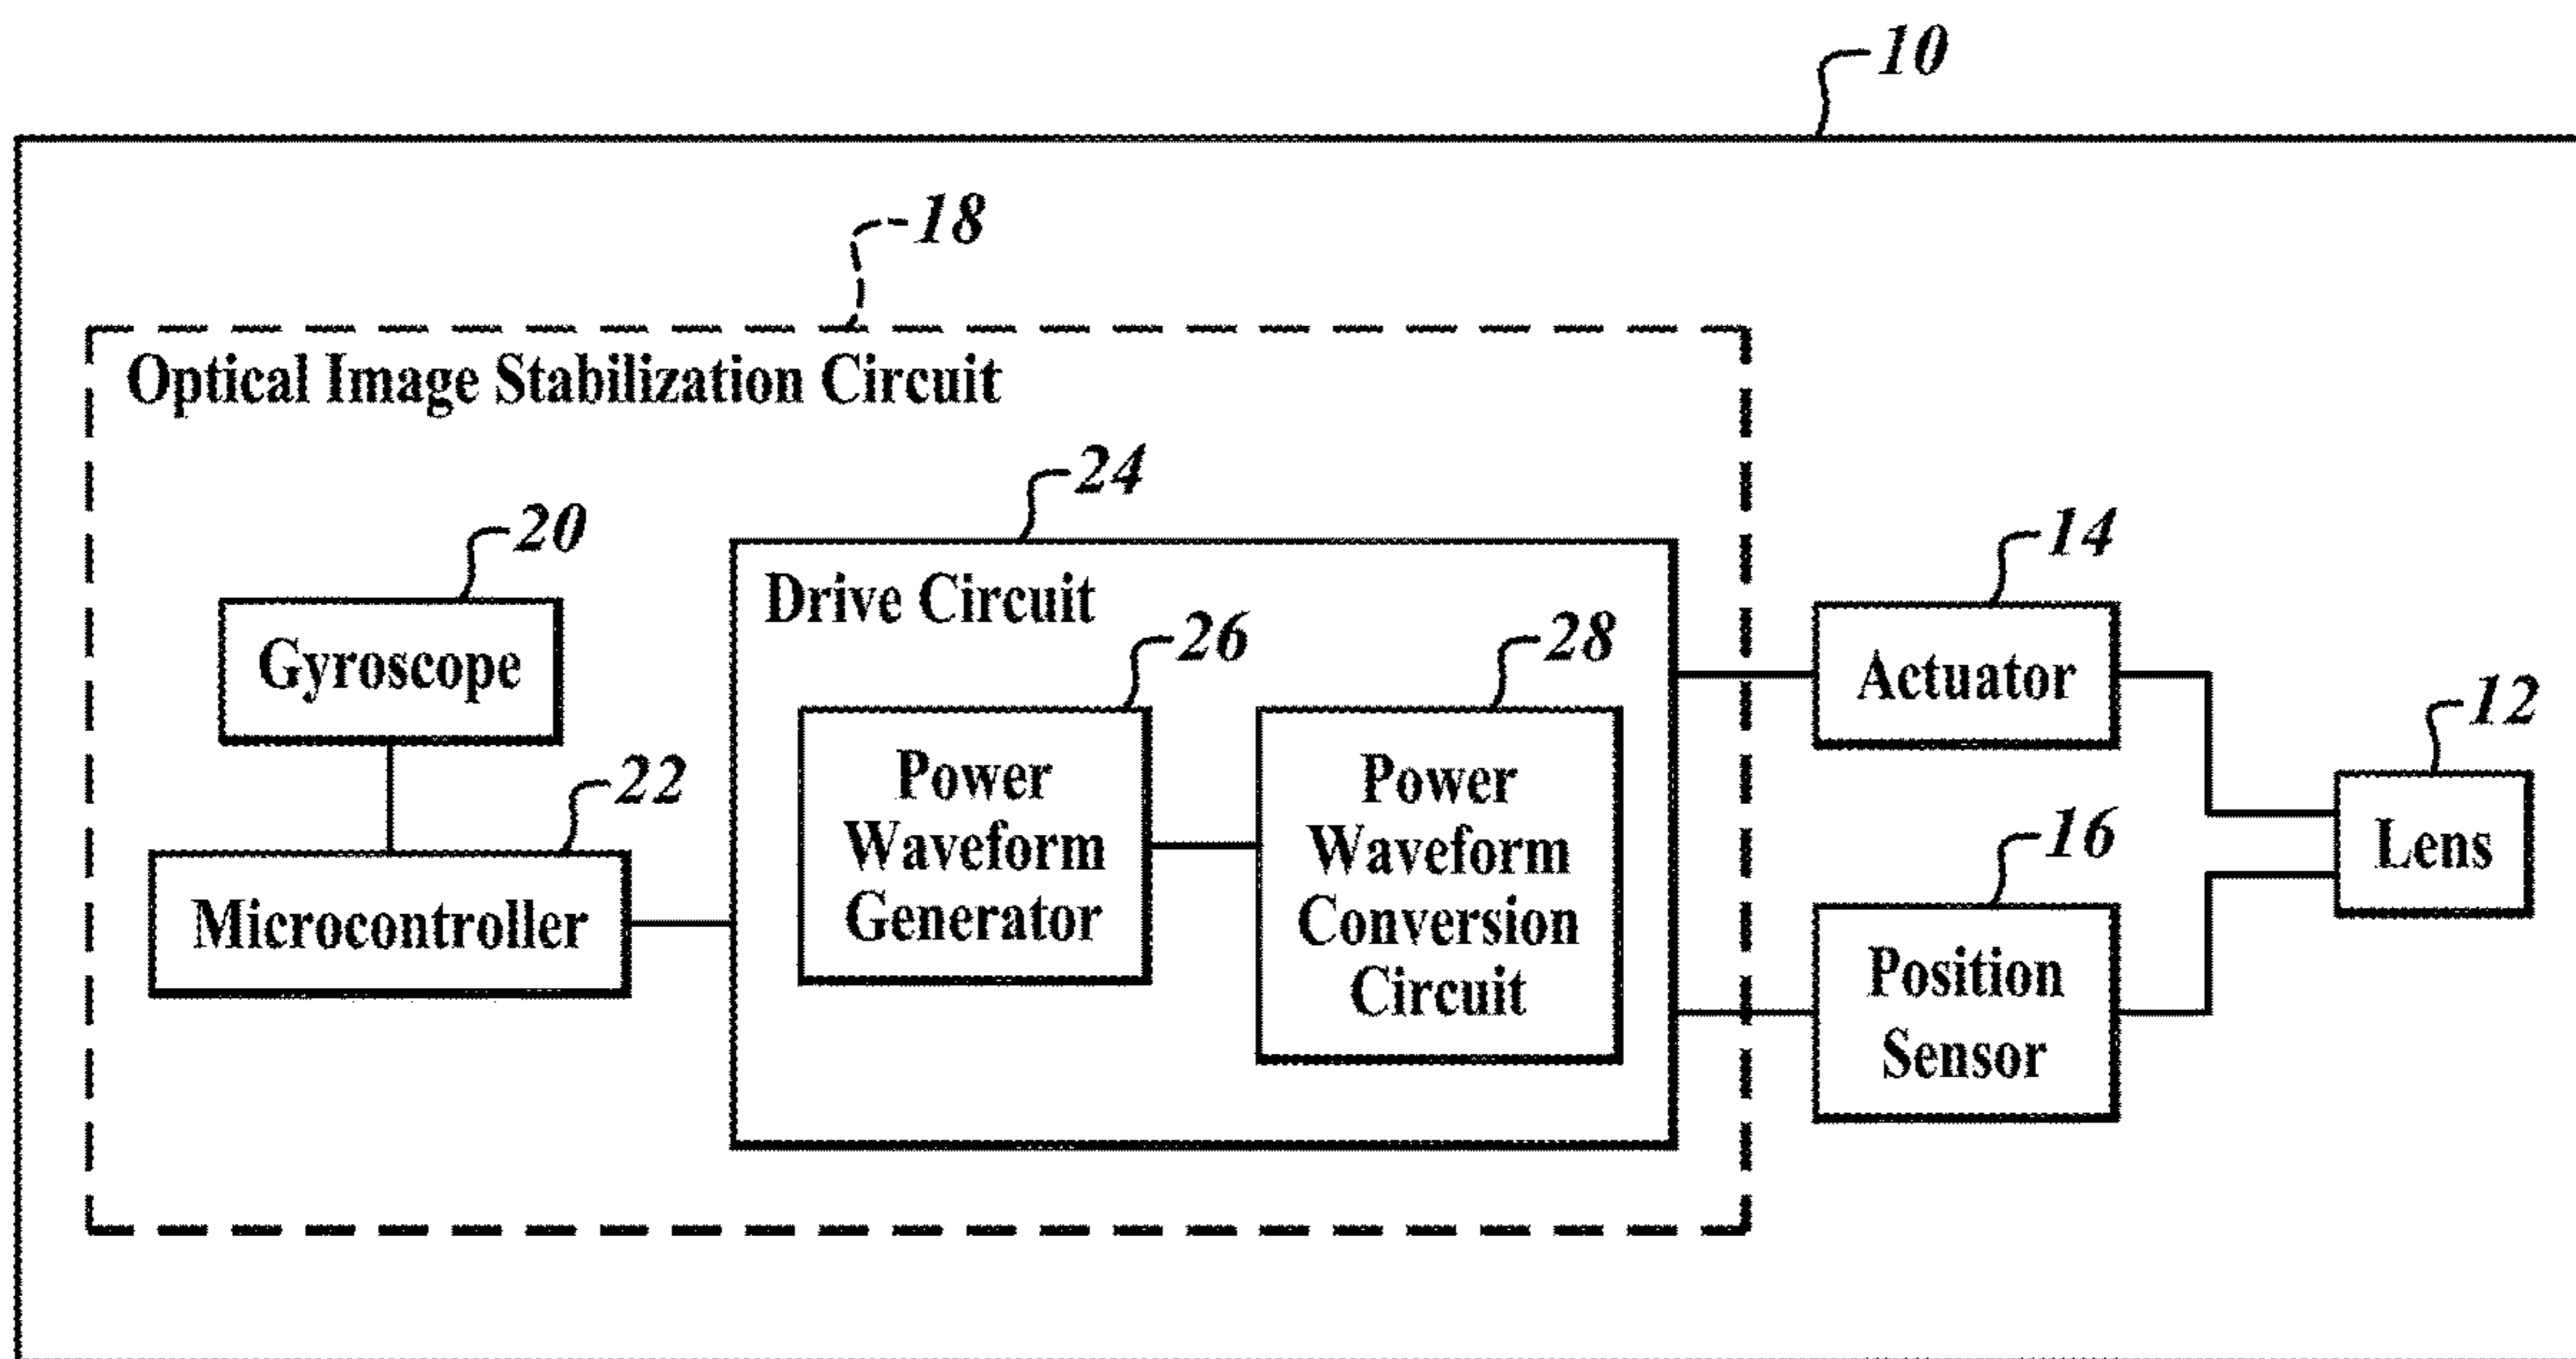 10
18
Optical Image Stabilization Circuit
24
20
Drive Circuit
14
Gyroscope
26
28
Actuator
12
22
Power
Waveform
Generator
Power
Waveform
Conversion
Circuit
Lens
16
Microcontroller
Position
Sensor